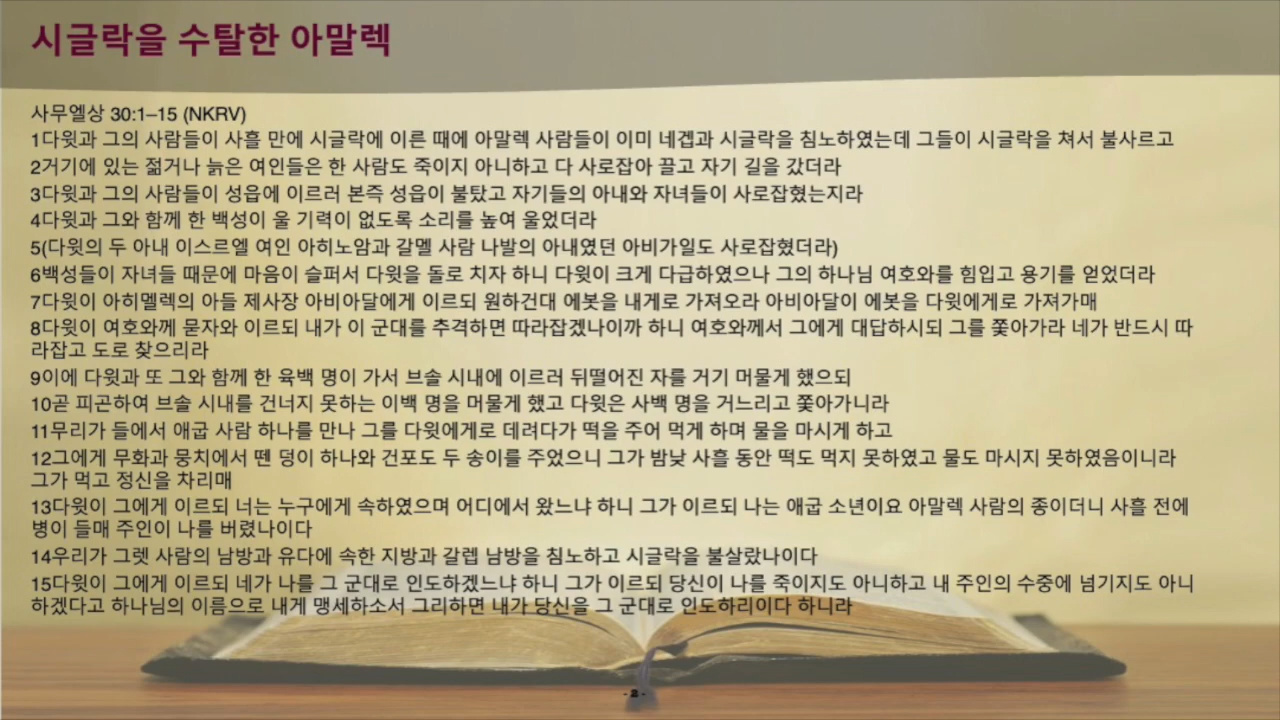 시글락을 수탈한 아말렉
사무엘상 30:1–15 (NKRV)
1다윗과 그의 사람들이 사흘 만에 시글락에 이른 때에 아말렉 사람들이 이미 네겝과 시글락을 침노하였는데 그들이 시글락을 쳐서 불사르고
2거기에 있는 젊거나 늙은 여인들은 한 사람도 죽이지 아니하고 다 사로잡아 끌고 자기 길을 갔더라
3다윗과 그의 사람들이 성읍에 이르러 본즉 성읍이 불탔고 자기들의 아내와 자녀들이 사로잡혔는지라
4다윗과 그와 함께 한 백성이 울 기력이 없도록 소리를 높여 울었더라
5(다윗의 두 아내 이스르엘 여인 아히노암과 갈멜 사람 나발의 아내였던 아비가일도 사로잡혔더라)
6백성들이 자녀들 때문에 마음이 슬퍼서 다윗을 돌로 치자 하니 다윗이 크게 다급하였으나 그의 하나님 여호와를 힘입고 용기를 얻었더라
7다윗이 아히멜렉의 아들 제사장 아비아달에게 이르되 원하건대 에봇을 내게로 가져오라 아비아달이 에봇을 다윗에게로 가져가매
8다윗이 여호와께 묻자와 이르되 내가 이 군대를 추격하면 따라잡겠나이까 하니 여호와께서 그에게 대답하시되 그를 쫓아가라 네가 반드시 따
라잡고 도로 찾으리라
9이에 다윗과 또 그와 함께 한 육백 명이 가서 브솔 시내에 이르러 뒤떨어진 자를 거기 머물게 했으되
10곧 피곤하여 브솔 시내를 건너지 못하는 이백 명을 머물게 했고 다윗은 사백 명을 거느리고 쫓아가니라
11무리가 들에서 애굽 사람 하나를 만나 그를 다윗에게로 데려다가 떡을 주어 먹게 하며 물을 마시게 하고
12그에게 무화과 뭉치에서 뗀 덩이 하나와 건포도 두 송이를 주었으니 그가 밤낮 사흘 동안 떡도 먹지 못하였고 물도 마시지 못하였음이니라
그가 먹고 정신을 차리매
13다윗이 그에게 이르되 너는 누구에게 속하였으며 어디에서 왔느냐 하니 그가 이르되 나는 애굽 소년이요 아말렉 사람의 종이더니 사흘 전에
병이 들매 주인이 나를 버렸나이다
14우리가 그렛 사람의 남방과 유다에 속한 지방과 갈렙 남방을 침노하고 시글락을 불살랐나이다
15다윗이 그에게 이르되 네가 나를 그 군대로 인도하겠느냐 하니 그가 이르되 당신이 나를 죽이지도 아니하고 내 주인의 수중에 넘기지도 아니
하겠다고 하나님의 이름으로 내게 맹세하소서 그리하면 내가 당신을 그 군대로 인도하리이다 하니라
- 2 -